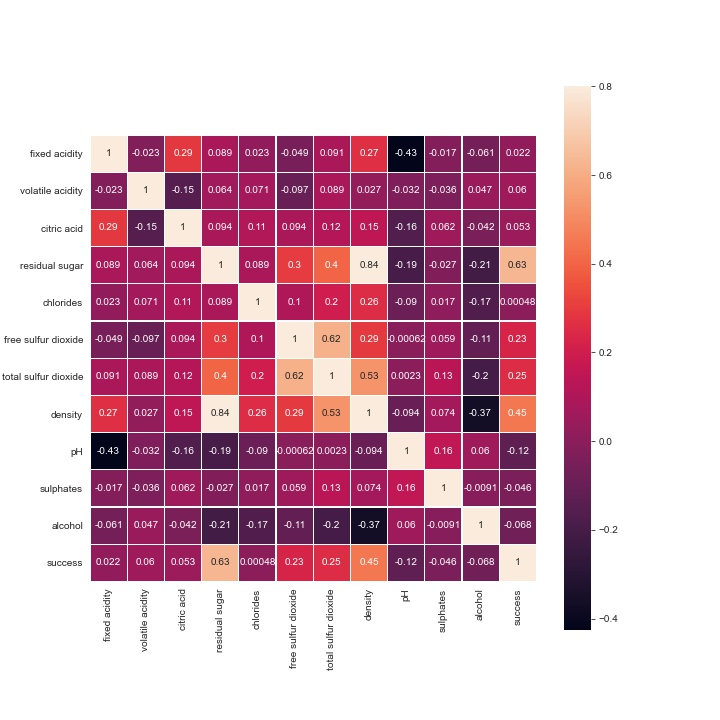 0.8
fixed acidity 1 -0.023 0.29 0.089 0.023 -0.049 0.091 0.27 -0.43 -0.017 -0.061 0.022
volatile acidity -0.023 1 -0.15 0.064 0.071 -0.097 0.089 0.027 -0.032 -0.036 0.047 0.06
0.6
citric acid 0.29 -0.15 1 0.094 0.11 0.094 0.12 0.15 -0.16 0.062 -0.042 0.053
residual sugar 0.089 0.064 0.094 1 0.089 0.3 0.4 0.84 -0.19 -0.027 -0.21 0.63
0.4
chlorides 0.023 0.071 0.11 0.089 1 0.1 0.2 0.26 -0.09 0.017 -0.17 0.00048
free sulfur dioxide -0.049 -0.097 0.094 0.3 0.1 1 0.62 0.29 -0.00062 0.059 -0.11 0.23
0.2
total sulfur dioxide 0.091 0.089 0.12 0.4 0.2 0.62 1 0.53 0.0023 0.13 -0.2 0.25
density 0.27 0.027 0.15 0.84 0.26 0.29 0.53 1 -0.094 0.074 -0.37 0.45
0.0
pH -0.43 -0.032 -0.16 -0.19 -0.09 -0.00062 0.0023 -0.094 1 0.16 0.06 -0.12
sulphates -0.017 -0.036 0.062 -0.027 0.017 0.059 0.13 0.074 0.16 1 -0.0091 -0.046
alcohol -0.061 0.047 -0.042 -0.21 -0.17 -0.11 -0.2 -0.37 0.06 -0.0091 1 -0.068
−0.2
success 0.022 0.06 0.053 0.63 0.00048 0.23 0.25 0.45 -0.12 -0.046 -0.068 1
−0.4
fixed acidity
volatile acidity
citric acid
residual sugar
chlorides
free sulfur dioxide
total sulfur dioxide
density
pH
sulphates
alcohol
success